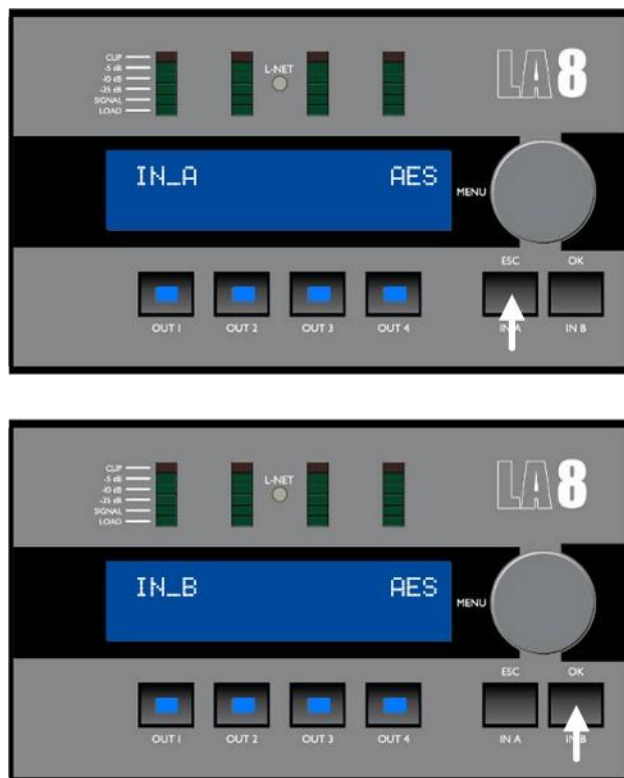 CLIP
-5 dB
-10 dB
-25 dB
SIGNAL
LOAD
L-NET
LA8
IN_A AES
MENU
ESC OK
OUT 1 OUT 2 OUT 3 OUT 4 IN A IN B
CLIP
-5 dB
-10 dB
-25 dB
SIGNAL
LOAD
L-NET
LA8
IN_B AES
MENU
ESC OK
OUT 1 OUT 2 OUT 3 OUT 4 IN A IN B